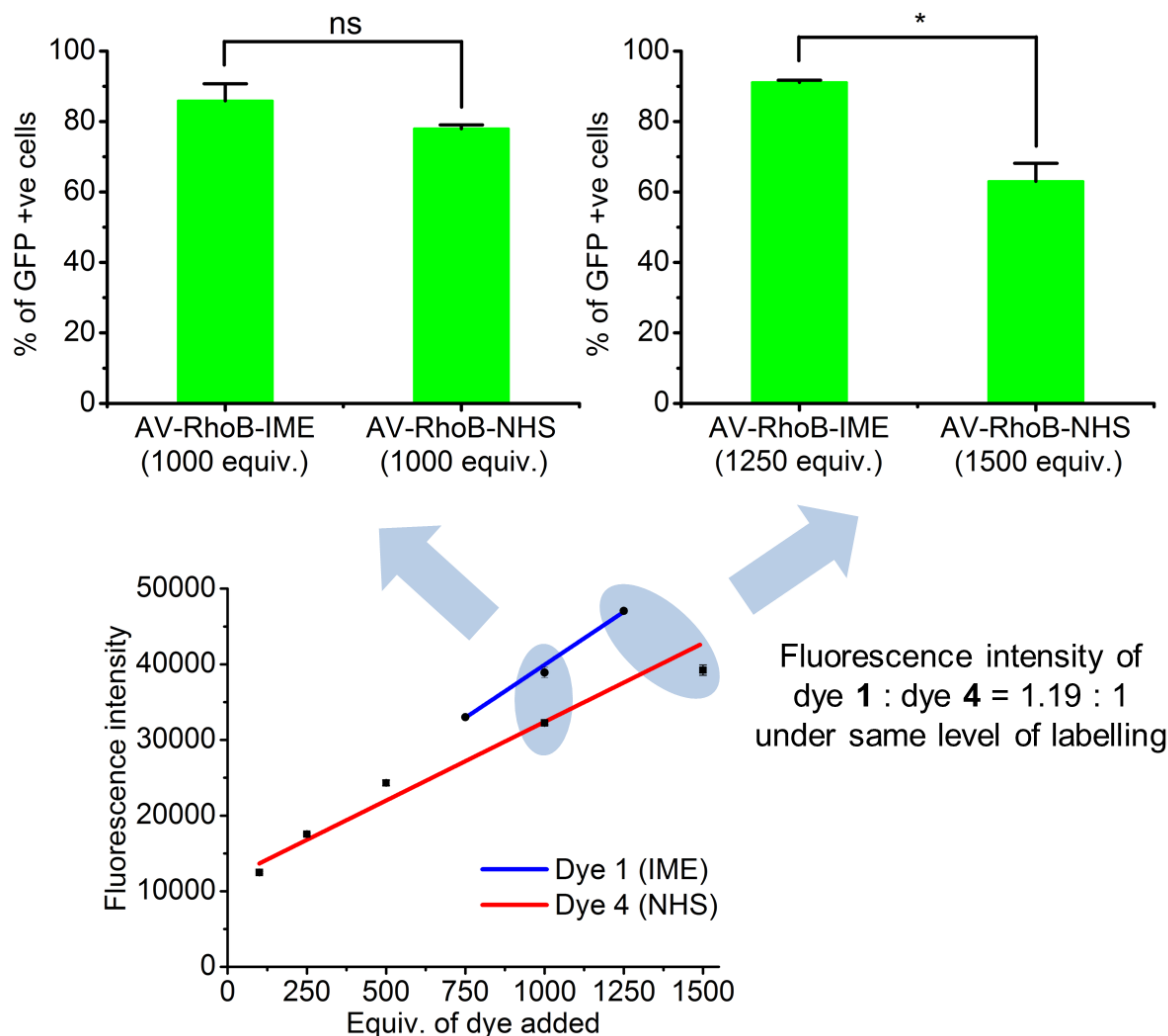 ns
100
80
60
40
20
0
% of GFP +ve cells
AV-RhoB-IME
(1000 equiv.)
AV-RhoB-NHS
(1000 equiv.)
*
100
80
60
40
20
0
% of GFP +ve cells
AV-RhoB-IME
(1250 equiv.)
AV-RhoB-NHS
(1500 equiv.)
50000
40000
30000
20000
10000
0
Fluorescence intensity
0 250 500 750 1000 1250 1500
Equiv. of dye added
Dye 1 (IME)
Dye 4 (NHS)
Fluorescence intensity of
dye 1 : dye 4 = 1.19 : 1
under same level of labelling